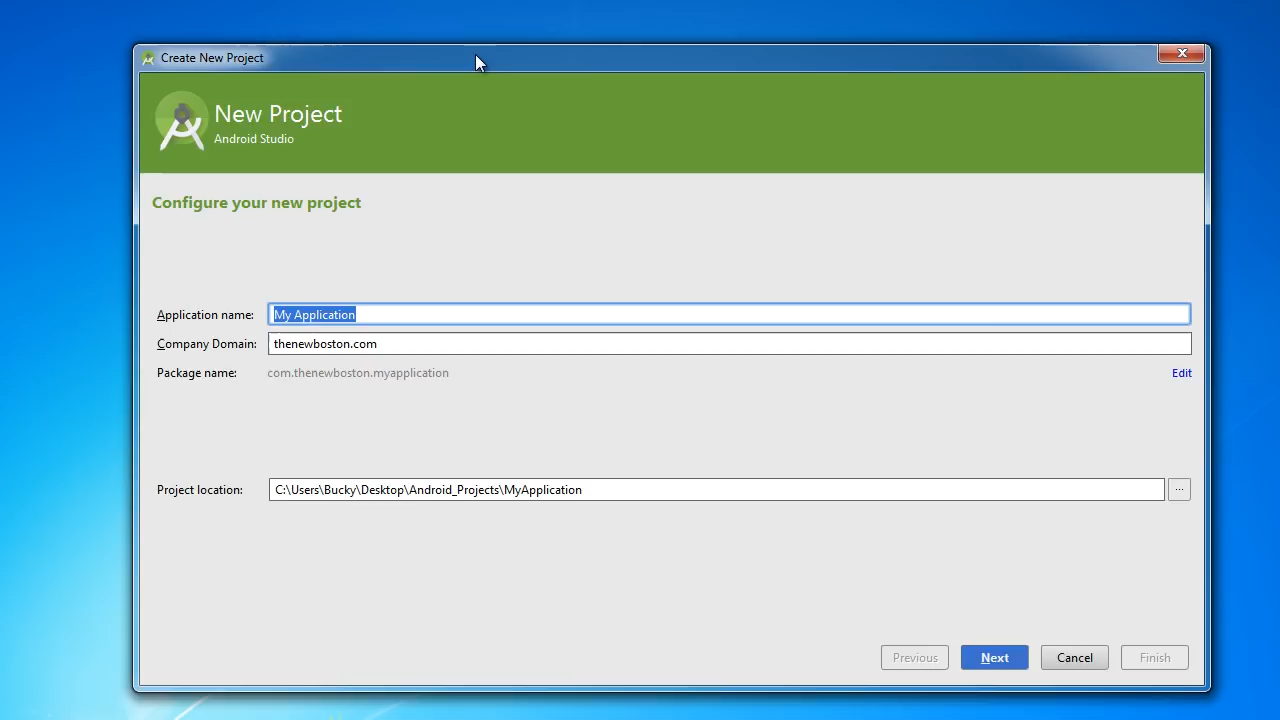 Create New Project
New Project
Android Studio
Configure your new project
Application name: My Application
Company Domain: thenewboston.com
Package name: com.thenewboston.myapplication Edit
Project location: C:\Users\Bucky\Desktop\Android_Projects\MyApplication ...
Previous Next Cancel Finish